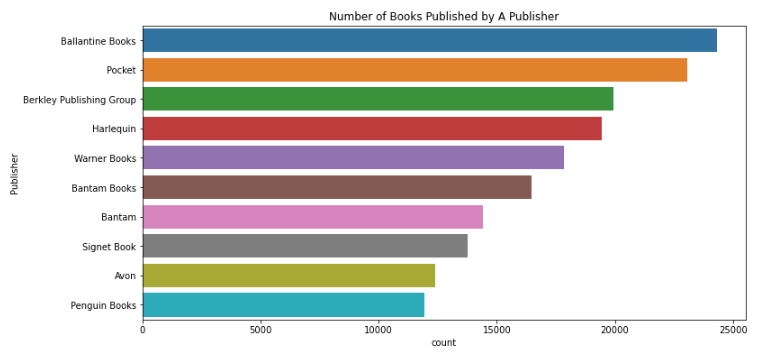 Number of Books Published by A Publisher
Publisher
Ballantine Books
Pocket
Berkley Publishing Group
Harlequin
Warner Books
Bantam Books
Bantam
Signet Book
Avon
Penguin Books
0 5000 10000 15000 20000 25000
count